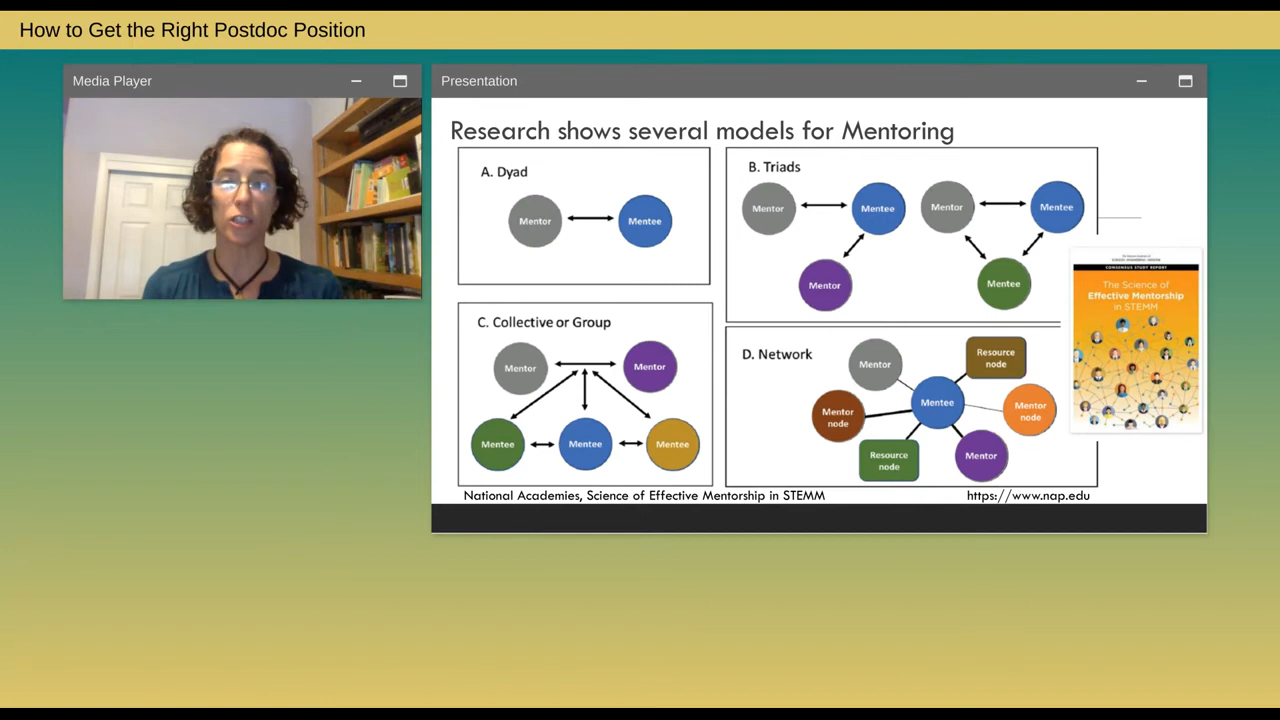 How to Get the Right Postdoc Position
Media Player
Presentation
Research shows several models for Mentoring
A. Dyad
Mentor
Mentee
B. Triads
Mentor
Mentee
Mentor
Mentor
Mentee
Mentee
C. Collective or Group
Mentor
Mentor
Mentee
Mentee
Mentee
D. Network
Mentor
Resource
node
Mentee
Mentor
node
Mentor
node
Resource
node
Mentor
CONSENSUS STUDY REPORT
The Science of
Effective Mentorship
in STEMM
National Academies, Science of Effective Mentorship in STEMM
https://www.nap.edu